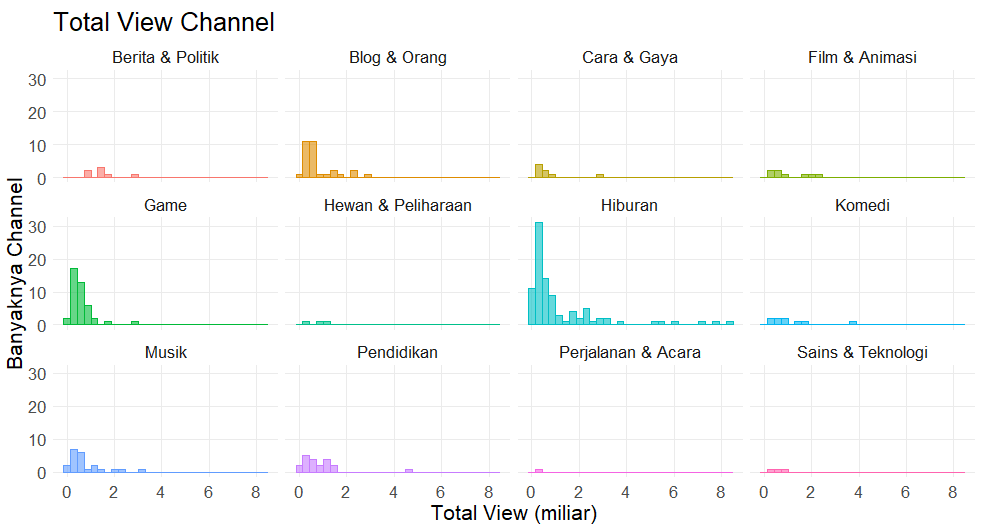 Total View Channel
Berita & Politik
Blog & Orang
Cara & Gaya
Film & Animasi
30
20
10
0
Game
Hewan & Peliharaan
Hiburan
Komedi
30
20
10
0
Musik
Pendidikan
Perjalanan & Acara
Sains & Teknologi
30
20
10
0
Banyaknya Channel
0 2 4 6 8
0 2 4 6 8
0 2 4 6 8
0 2 4 6 8
Total View (miliar)